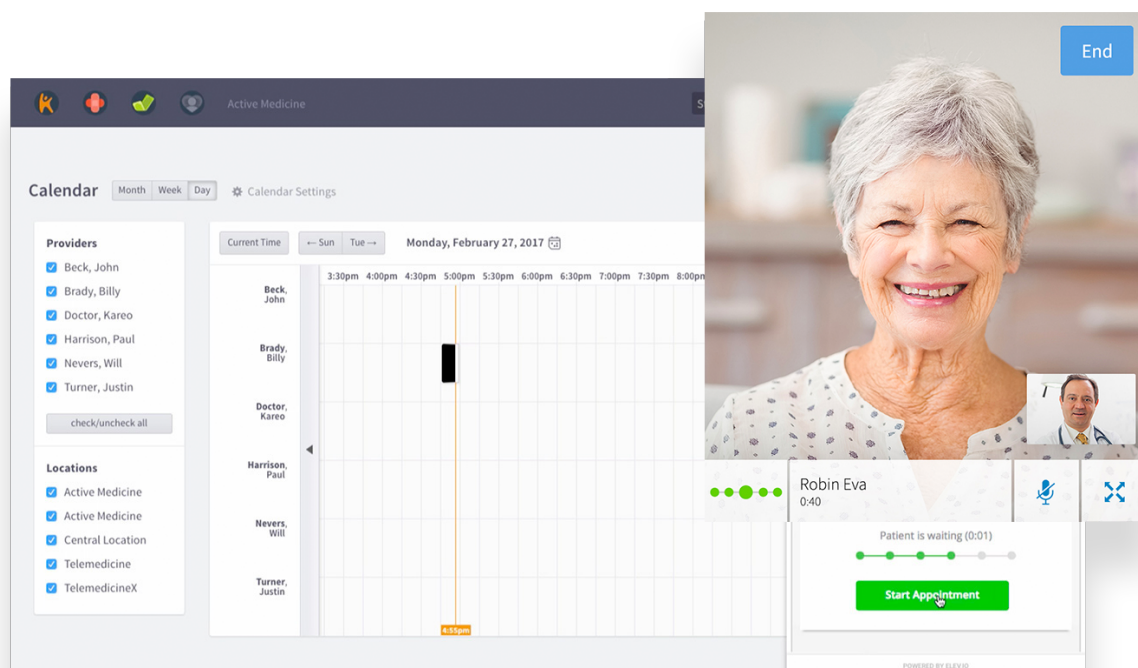 End
Active Medicine
Calendar
Month Week Day
Calendar Settings
Providers
Beck, John
Brady, Billy
Doctor, Kareo
Harrison, Paul
Nevers, Will
Turner, Justin
check/uncheck all
Locations
Active Medicine
Active Medicine
Central Location
Telemedicine
TelemedicineX
Current Time
← Sun Tue →
Monday, February 27, 2017
3:30pm 4:00pm 4:30pm 5:00pm 5:30pm 6:00pm 6:30pm 7:00pm 7:30pm 8:00pm
Beck,
John
Brady,
Billy
Doctor,
Kareo
Harrison,
Paul
Nevers,
Will
Turner,
Justin
4:55pm
Robin Eva
0:40
Patient is waiting (0:01)
Start Appointment
POWERED BY ELEV.IO